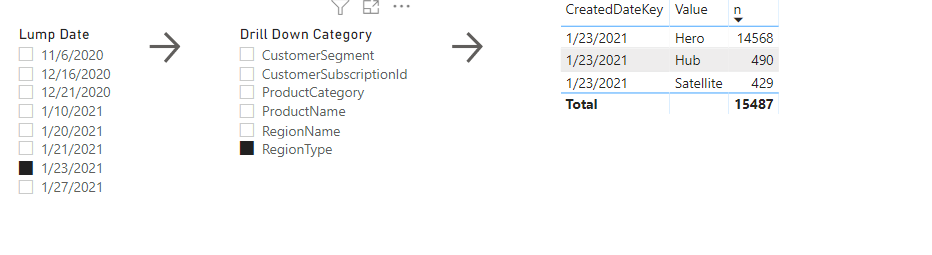 Lump Date
11/6/2020
12/16/2020
12/21/2020
1/10/2021
1/20/2021
1/21/2021
1/23/2021
1/27/2021
Drill Down Category
CustomerSegment
CustomerSubscriptionId
ProductCategory
ProductName
RegionName
RegionType
CreatedDateKey Value n
1/23/2021 Hero 14568
1/23/2021 Hub 490
1/23/2021 Satellite 429
Total 15487